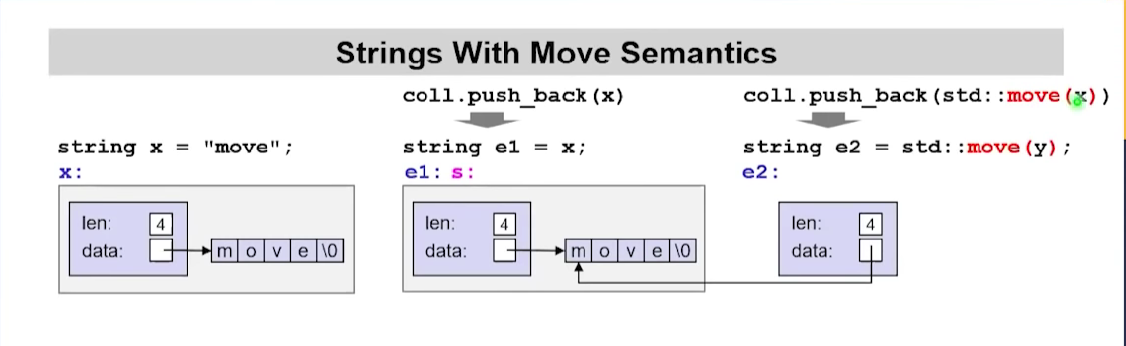 Strings With Move Semantics
coll.push_back(x)
coll.push_back(std::move(x))
string x = "move";
string e1 = x;
string e2 = std::move(y);
x:
e1: s:
e2:
len: 4
data:
m o v e \0
len: 4
data:
m o v e \0
len: 4
data: